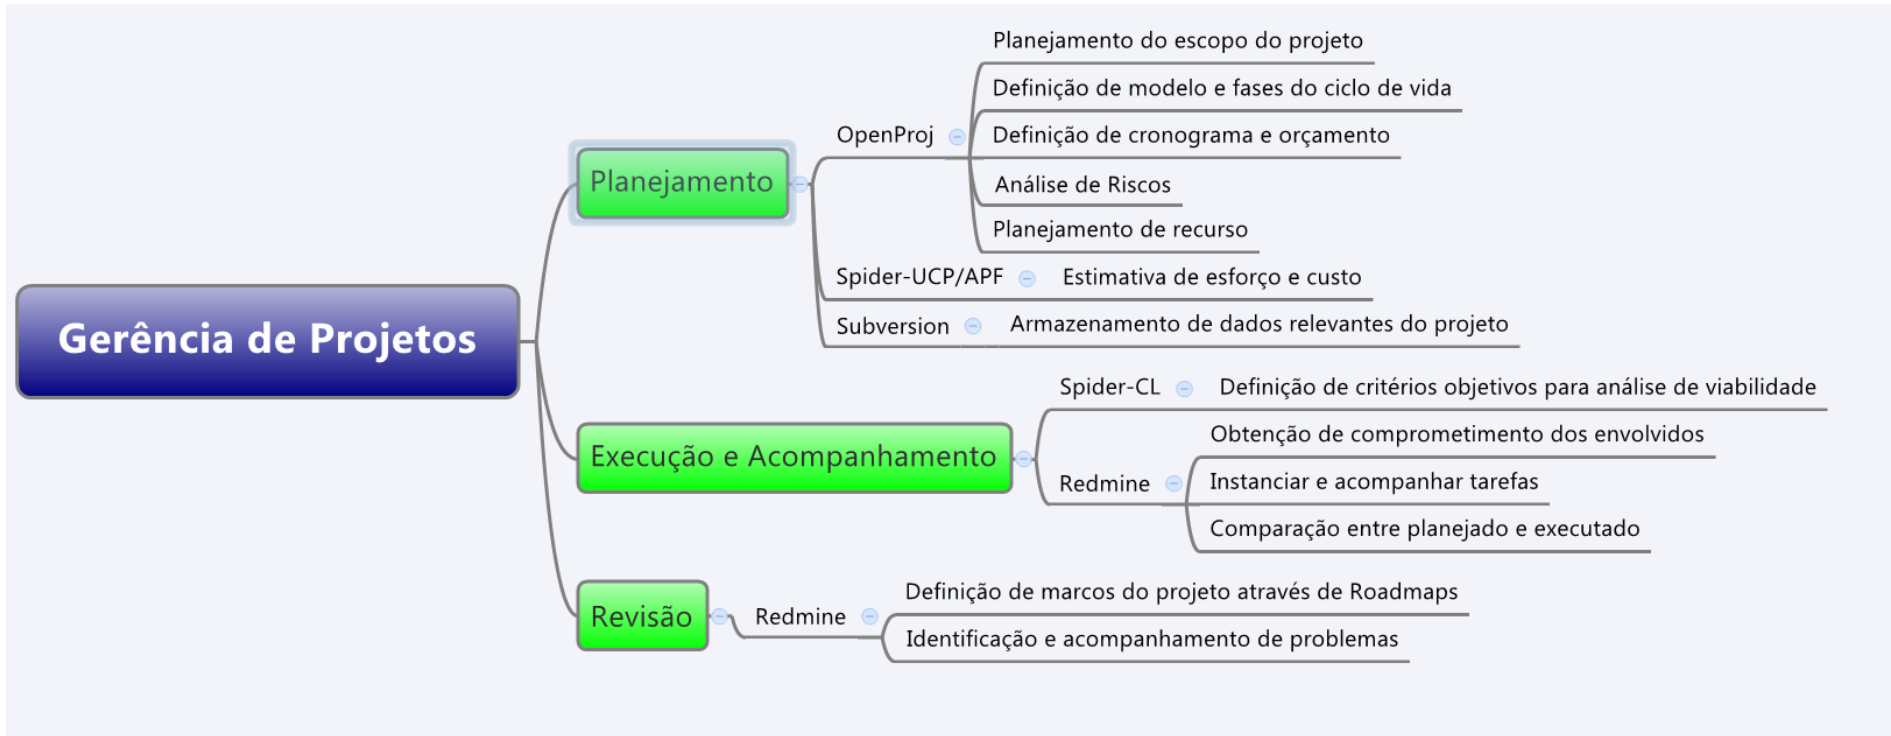 Gerência de Projetos
Planejamento
OpenProj
Planejamento do escopo do projeto
Definição de modelo e fases do ciclo de vida
Definição de cronograma e orçamento
Análise de Riscos
Planejamento de recurso
Spider-UCP/APF
Estimativa de esforço e custo
Subversion
Armazenamento de dados relevantes do projeto
Execução e Acompanhamento
Spider-CL
Definição de critérios objetivos para análise de viabilidade
Redmine
Obtenção de comprometimento dos envolvidos
Instanciar e acompanhar tarefas
Comparação entre planejado e executado
Revisão
Redmine
Definição de marcos do projeto através de Roadmaps
Identificação e acompanhamento de problemas